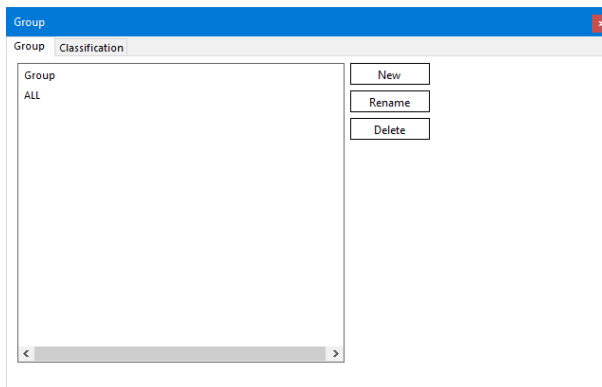 Group
Group Classification
Group
ALL
New
Rename
Delete